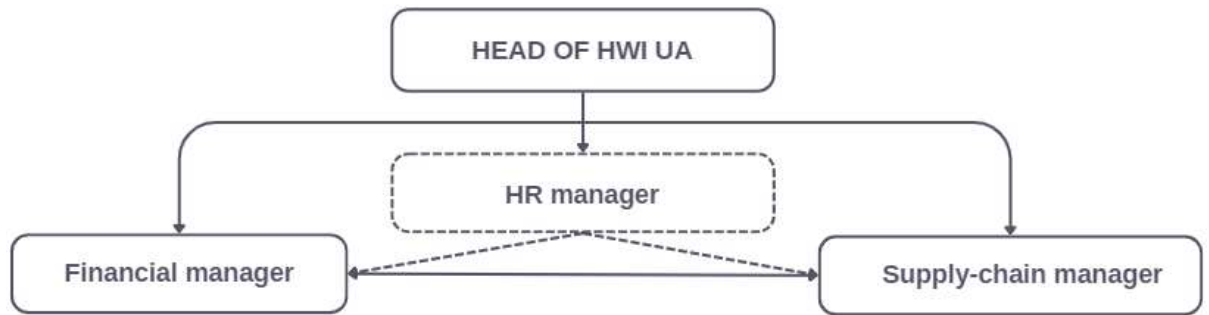 HEAD OF HWI UA
HR manager
Financial manager
Supply-chain manager